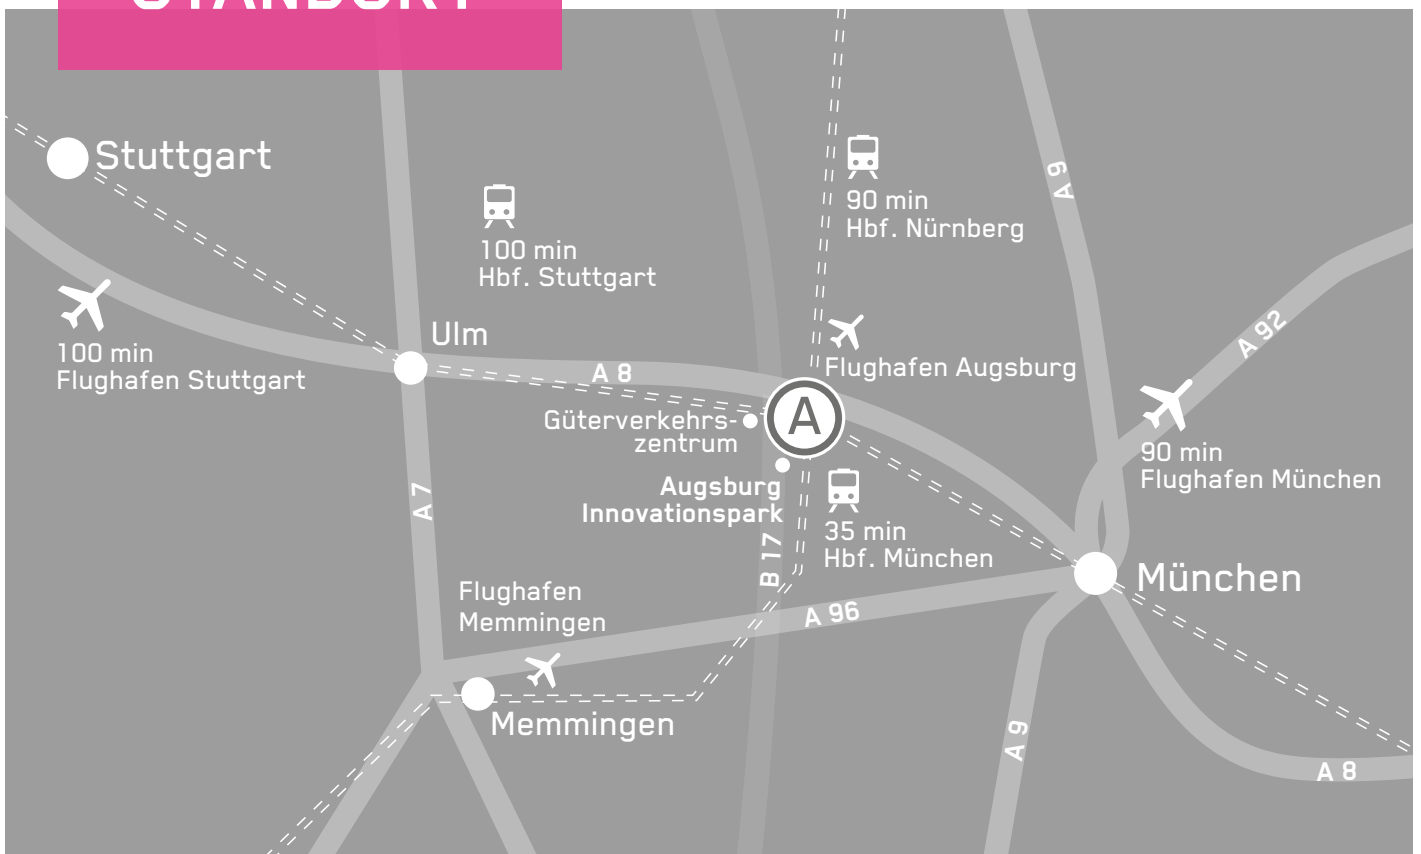 STANDORT
Stuttgart
100 min
Hbf. Stuttgart
90 min
Hbf. Nürnberg
A 9
A 92
100 min
Flughafen Stuttgart
Ulm
A 8
Flughafen Augsburg
A
Güterverkehrs-
zentrum
Augsburg
Innovationspark
A 7
B 17
35 min
Hbf. München
90 min
Flughafen München
München
Flughafen
Memmingen
A 96
Memmingen
A 9
A 8